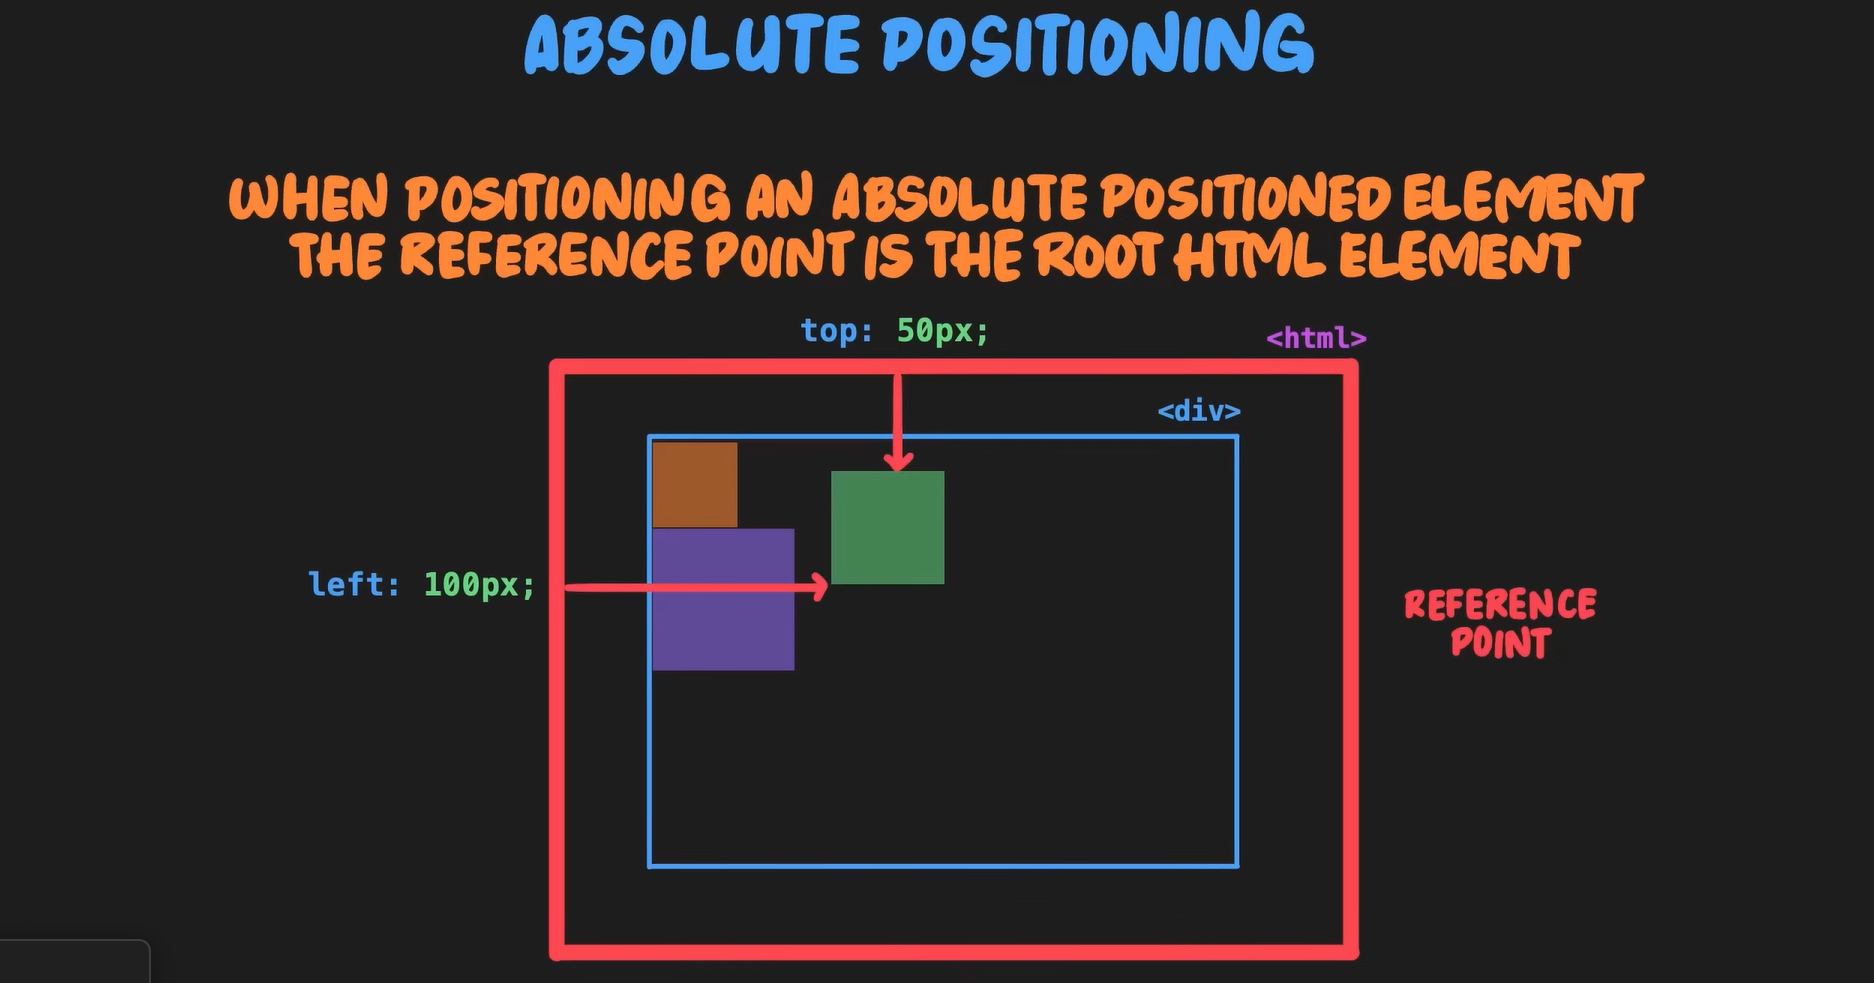 ABSOLUTE POSITIONING
WHEN POSITIONING AN ABSOLUTE POSITIONED ELEMENT
THE REFERENCE POINT IS THE ROOT HTML ELEMENT
top: 50px;
<html>
<div>
left: 100px;
REFERENCE
POINT